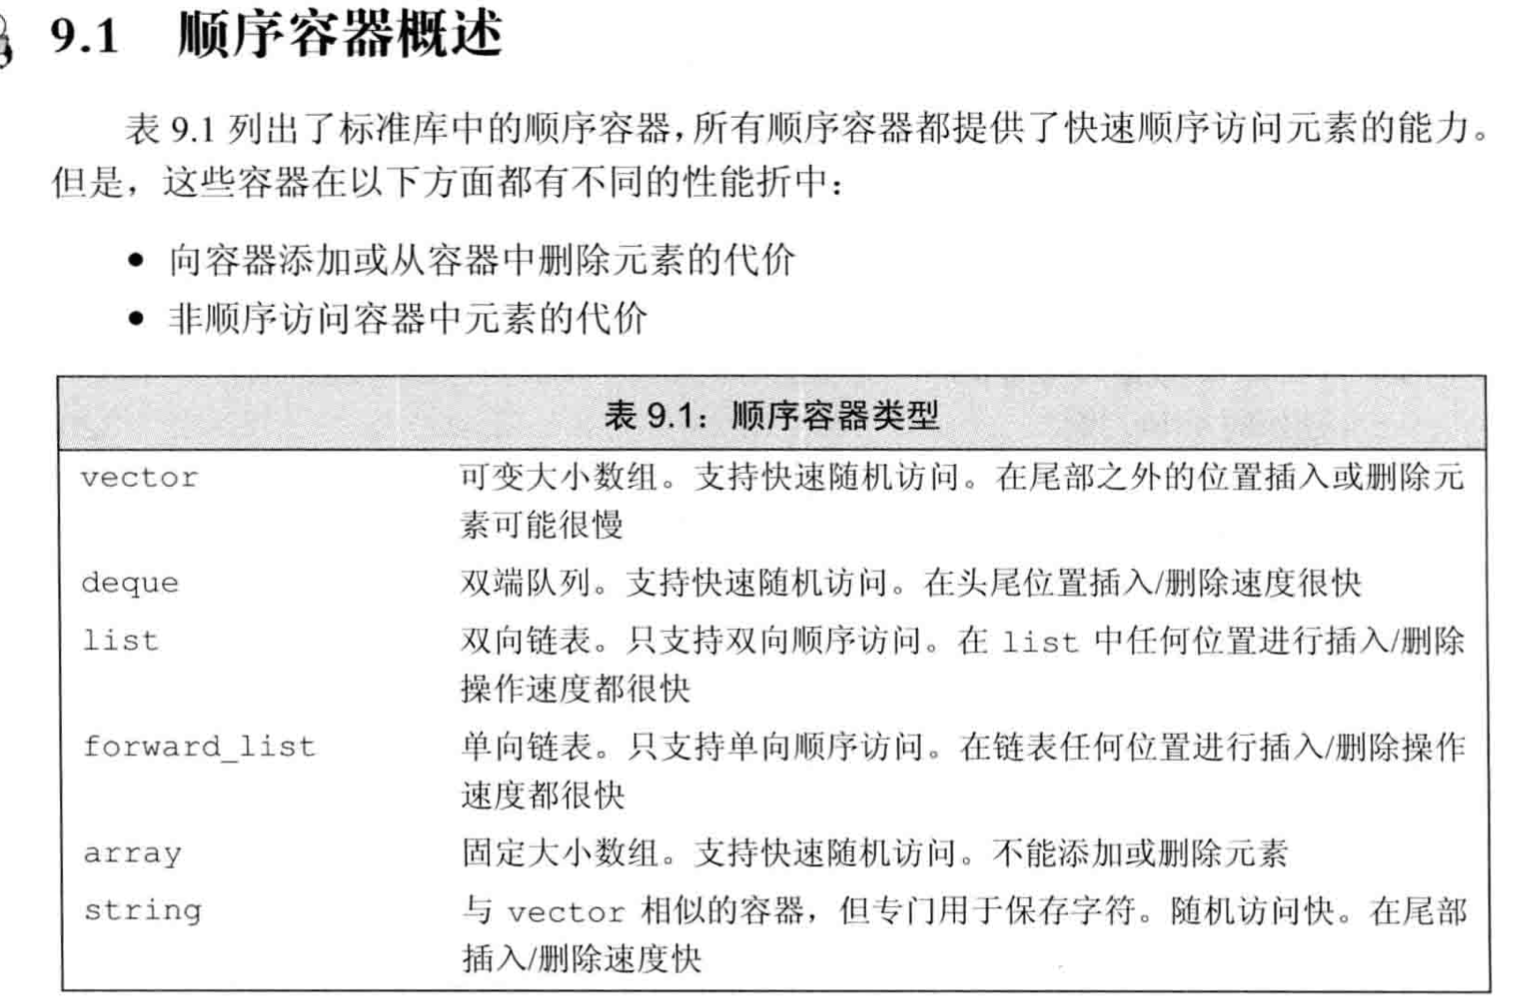 9.1 顺序容器概述
表 9.1 列出了标准库中的顺序容器，所有顺序容器都提供了快速顺序访问元素的能力。
但是，这些容器在以下方面都有不同的性能折中：
● 向容器添加或从容器中删除元素的代价
● 非顺序访问容器中元素的代价
表 9.1：顺序容器类型
vector 可变大小数组。支持快速随机访问。在尾部之外的位置插入或删除元
素可能很慢
deque 双端队列。支持快速随机访问。在头尾位置插入/删除速度很快
list 双向链表。只支持双向顺序访问。在 list 中任何位置进行插入/删除
操作速度都很快
forward_list 单向链表。只支持单向顺序访问。在链表任何位置进行插入/删除操作
速度都很快
array 固定大小数组。支持快速随机访问。不能添加或删除元素
string 与 vector 相似的容器，但专门用于保存字符。随机访问快。在尾部
插入/删除速度快